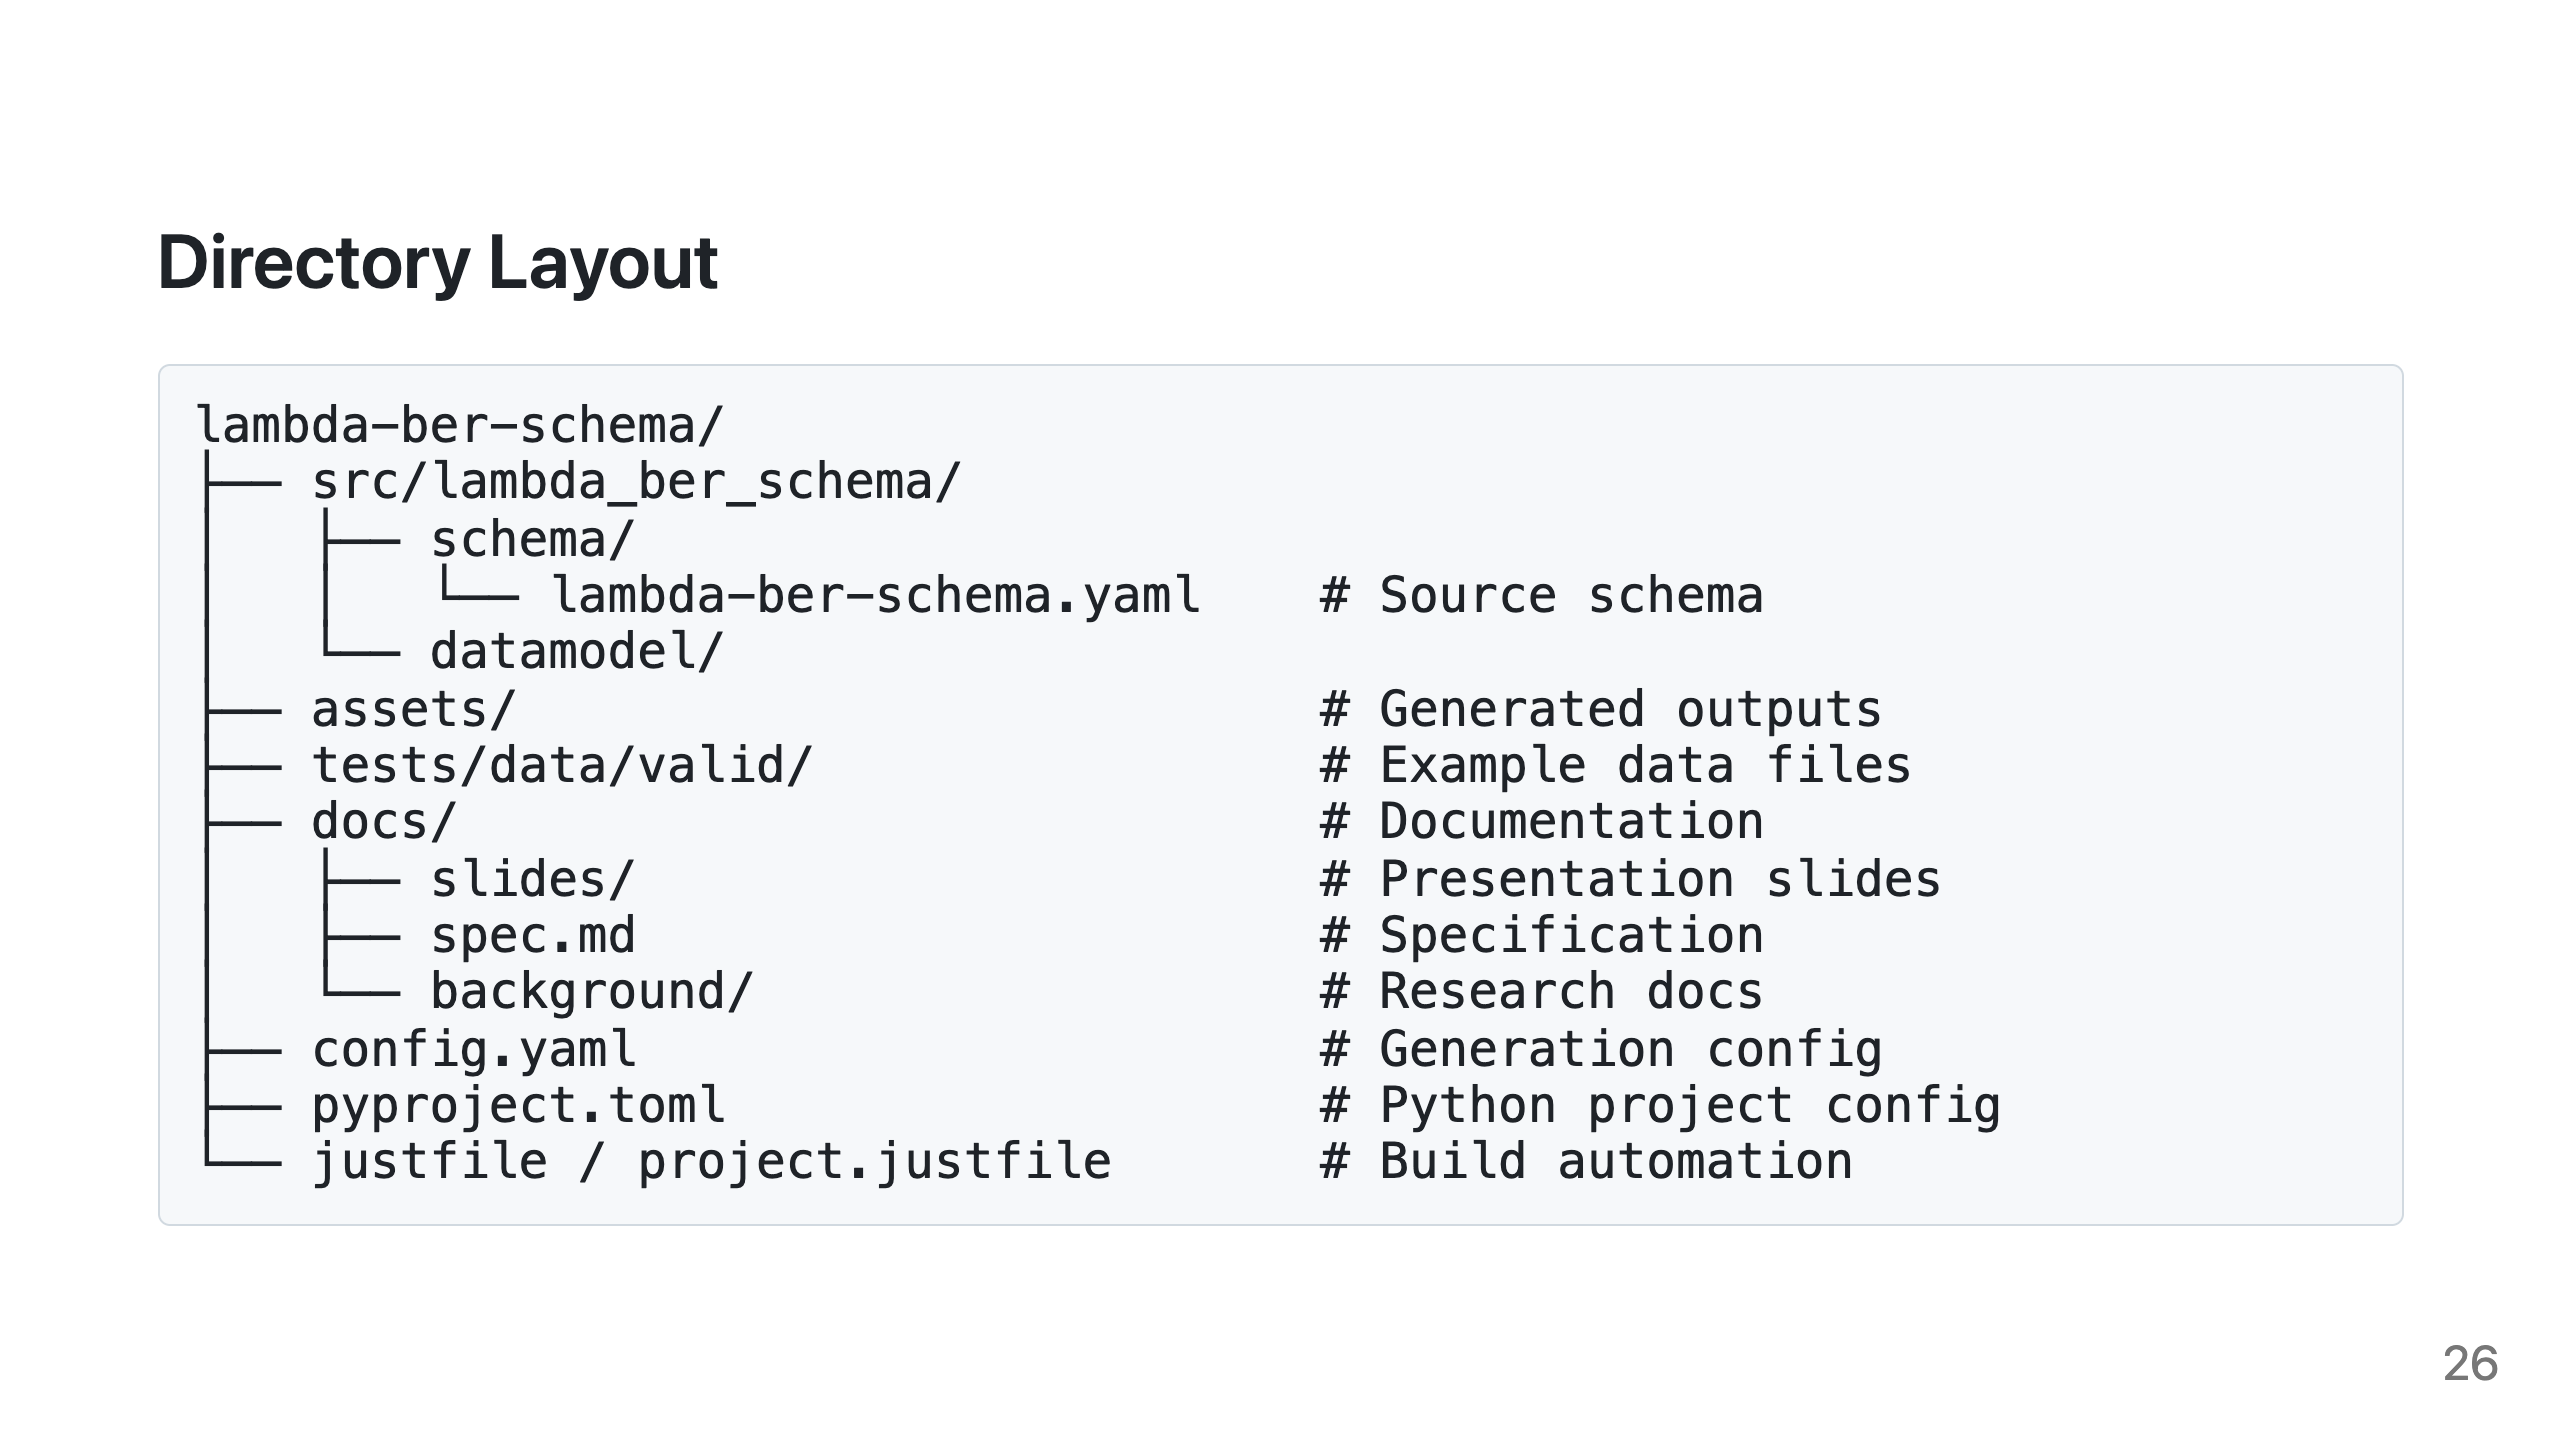 Directory Layout
lambda-ber-schema/
├── src/lambda_ber_schema/
│   ├── schema/
│   │   └── lambda-ber-schema.yaml    # Source schema
│   └── datamodel/
├── assets/                           # Generated outputs
├── tests/data/valid/                 # Example data files
├── docs/                             # Documentation
│   ├── slides/                       # Presentation slides
│   ├── spec.md                       # Specification
│   └── background/                   # Research docs
├── config.yaml                       # Generation config
├── pyproject.toml                    # Python project config
└── justfile / project.justfile       # Build automation
26